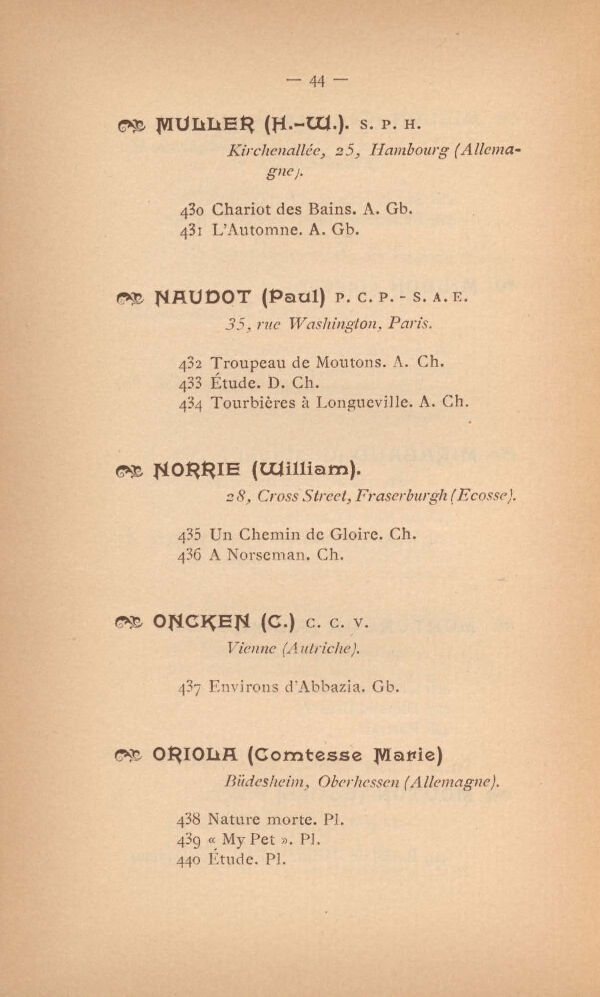 — 44 —
MULLER (H.-W.). S. P. H.
Kirchenallée, 25, Hambourg (Allema-
gne).
430 Chariot des Bains. A. Gb.
431 L'Automne. A. Gb.
NAUDOT (Paul) P. C. P. - S. A. E.
35, rue Washington, Paris.
432 Troupeau de Moutons. A. Ch.
433 Étude. D. Ch.
434 Tourbières à Longueville. A. Ch.
NORRIE (William).
28, Cross Street, Fraserburgh (Ecosse).
435 Un Chemin de Gloire. Ch.
436 A Norseman. Ch.
ONCKEN (C.) C. C. V.
Vienne (Autriche).
437 Environs d'Abbazia. Gb.
ORIOLA (Comtesse Marie)
Büdesheim, Oberhessen (Allemagne).
438 Nature morte. Pl.
439 « My Pet ». Pl.
440 Étude. Pl.